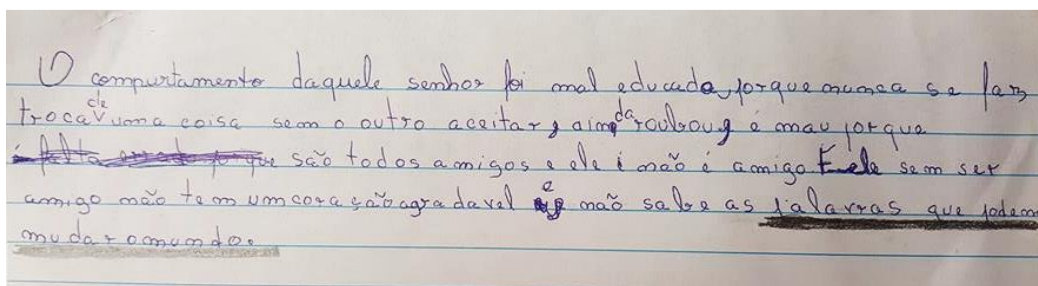 O compurtamento daquele senhor foi mal educado, porque nunca se faz
troca de uma coisa sem o outro aceitar, ainda roubou g é mau porque
são todos amigos e ele i não é amigo E ele sem ser
amigo não tem um coração agradavel e não sabe as palavras que podem
mudar o mundo.